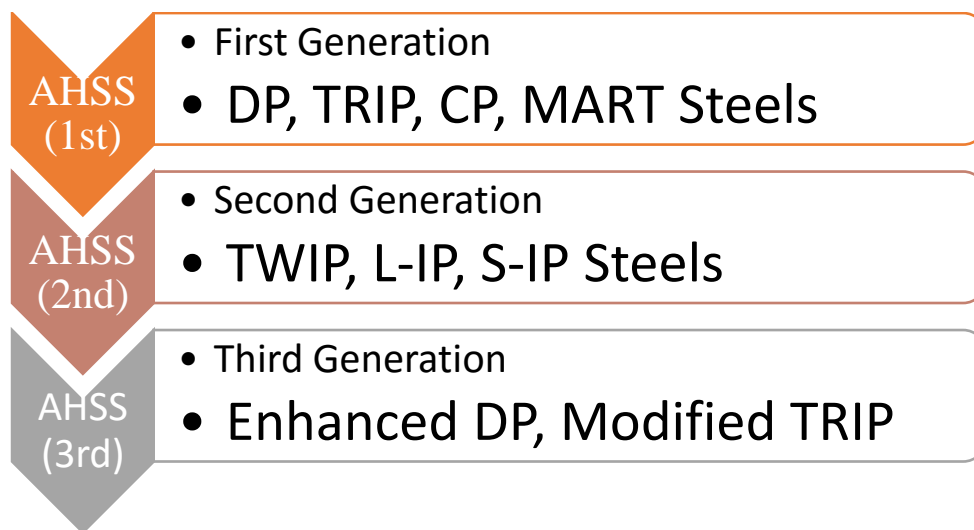 AHSS
(1st)
• First Generation
• DP, TRIP, CP, MART Steels
AHSS
(2nd)
• Second Generation
• TWIP, L-IP, S-IP Steels
AHSS
(3rd)
• Third Generation
• Enhanced DP, Modified TRIP